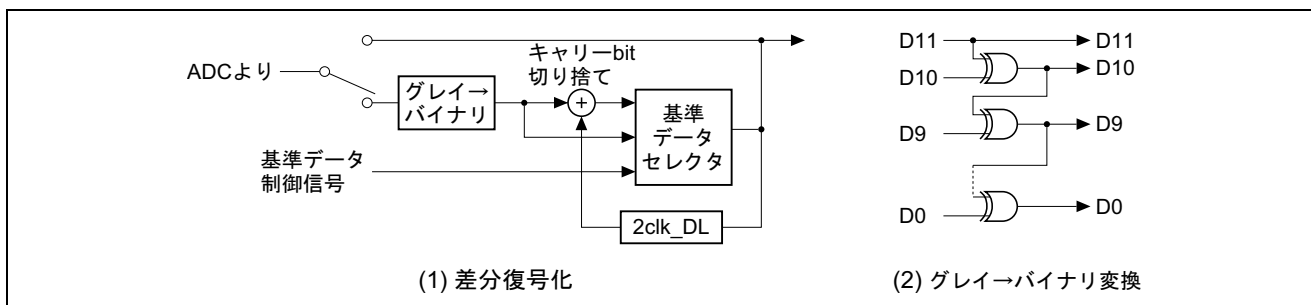 ADCより
グレイ→
バイナリ
キャリーbit
切り捨て
+
基準
データ
セレクタ
基準データ
制御信号
2clk_DL
(1) 差分復号化
D11
D11
D10
D10
D9
D9
D0
D0
(2) グレイ→バイナリ変換